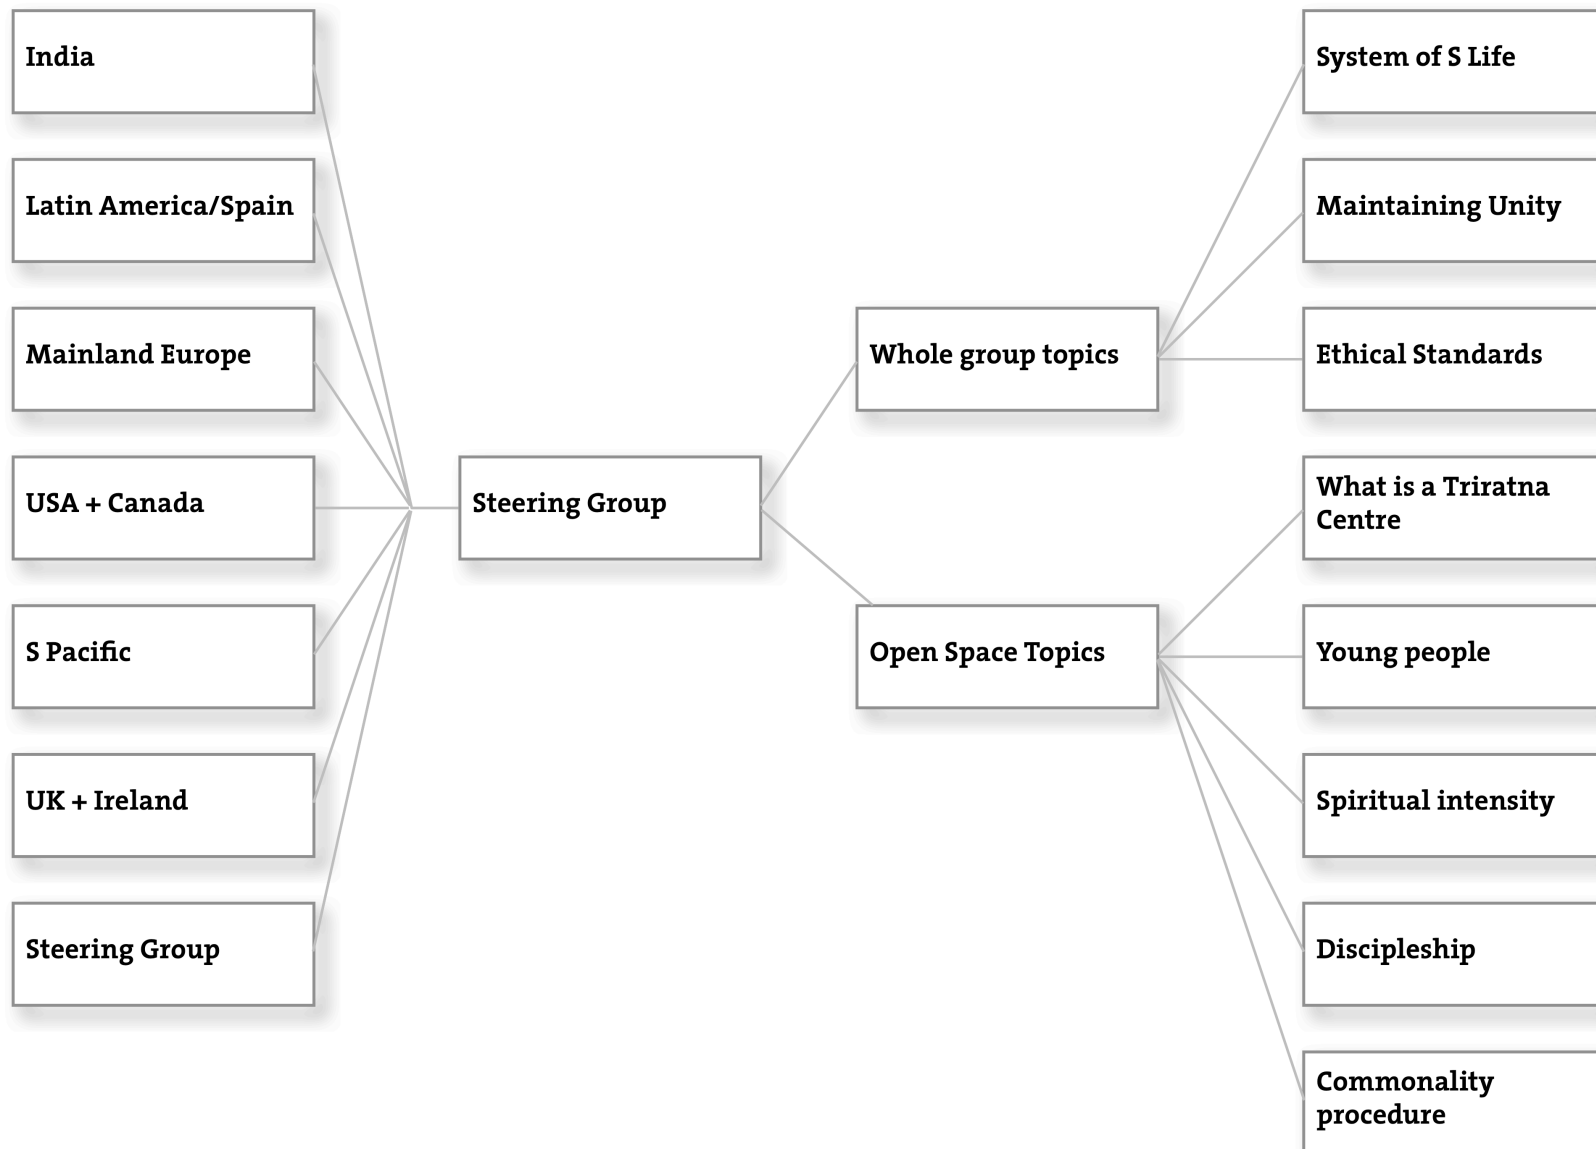 India
Latin America/Spain
Mainland Europe
USA + Canada
S Pacific
UK + Ireland
Steering Group
Steering Group
Whole group topics
Open Space Topics
System of S Life
Maintaining Unity
Ethical Standards
What is a Triratna
Centre
Young people
Spiritual intensity
Discipleship
Commonality
procedure